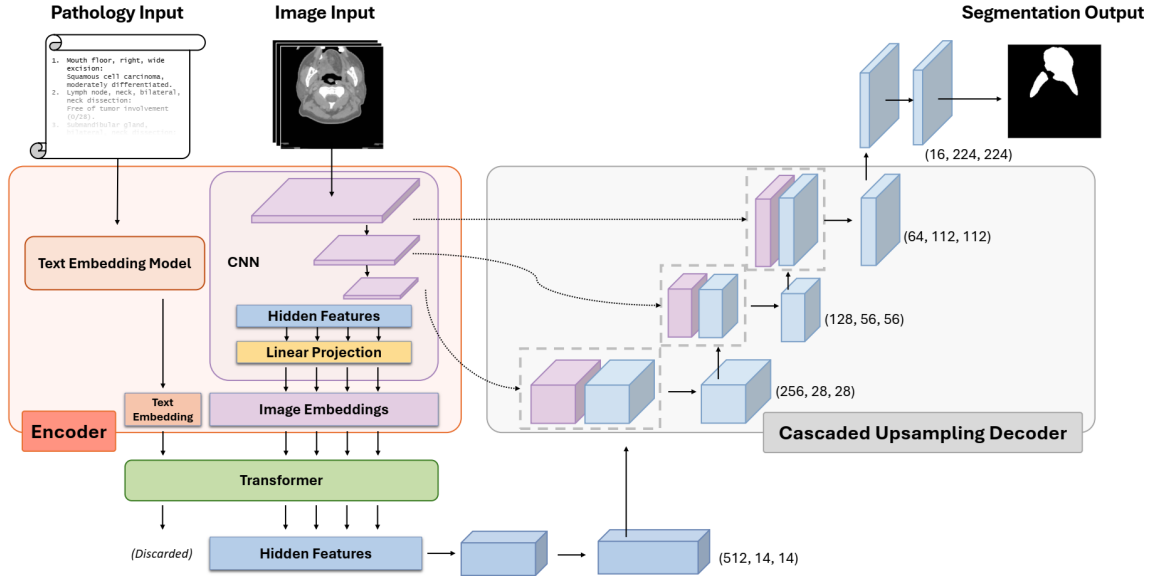 Pathology Input
Image Input
Segmentation Output
1. Mouth floor, right, wide
excision:
Squamous cell carcinoma,
moderately differentiated.
2. Lymph node, neck, bilateral,
neck dissection:
Free of tumor involvement
(0/28).
3. Submandibular gland,
(16, 224, 224)
Text Embedding Model
CNN
(64, 112, 112)
Hidden Features
(128, 56, 56)
Linear Projection
(256, 28, 28)
Text
Embedding
Image Embeddings
Encoder
Cascaded Upsampling Decoder
Transformer
(Discarded)
Hidden Features
(512, 14, 14)